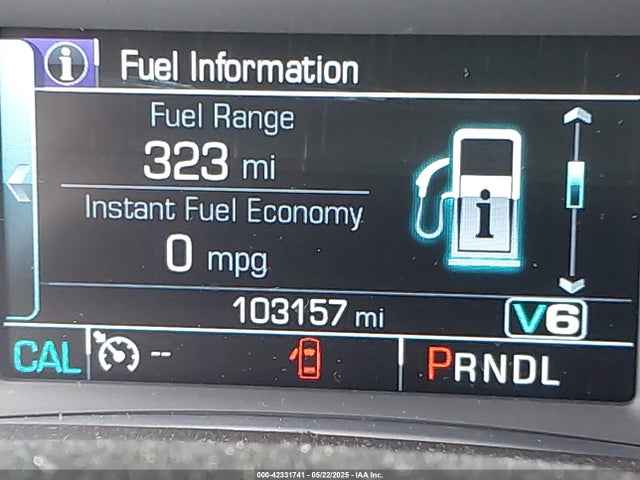 i Fuel Information
Fuel Range
323 mi
Instant Fuel Economy
0 mpg
i
103157 mi
V6
CAL -- PRNDL
000-42331741 - 05/22/2025 - IAA Inc.